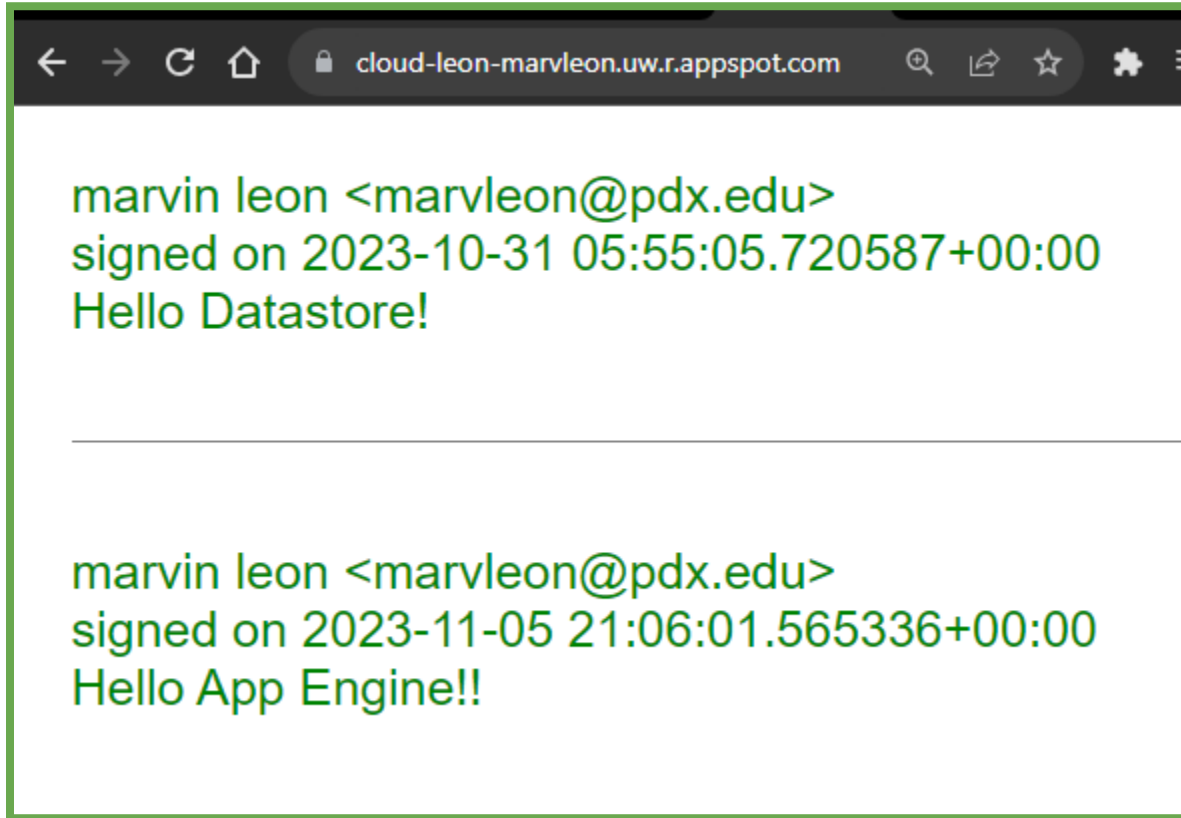 cloud-leon-marvleon.uw.r.appspot.com
marvin leon <marvleon@pdx.edu>
signed on 2023-10-31 05:55:05.720587+00:00
Hello Datastore!
marvin leon <marvleon@pdx.edu>
signed on 2023-11-05 21:06:01.565336+00:00
Hello App Engine!!